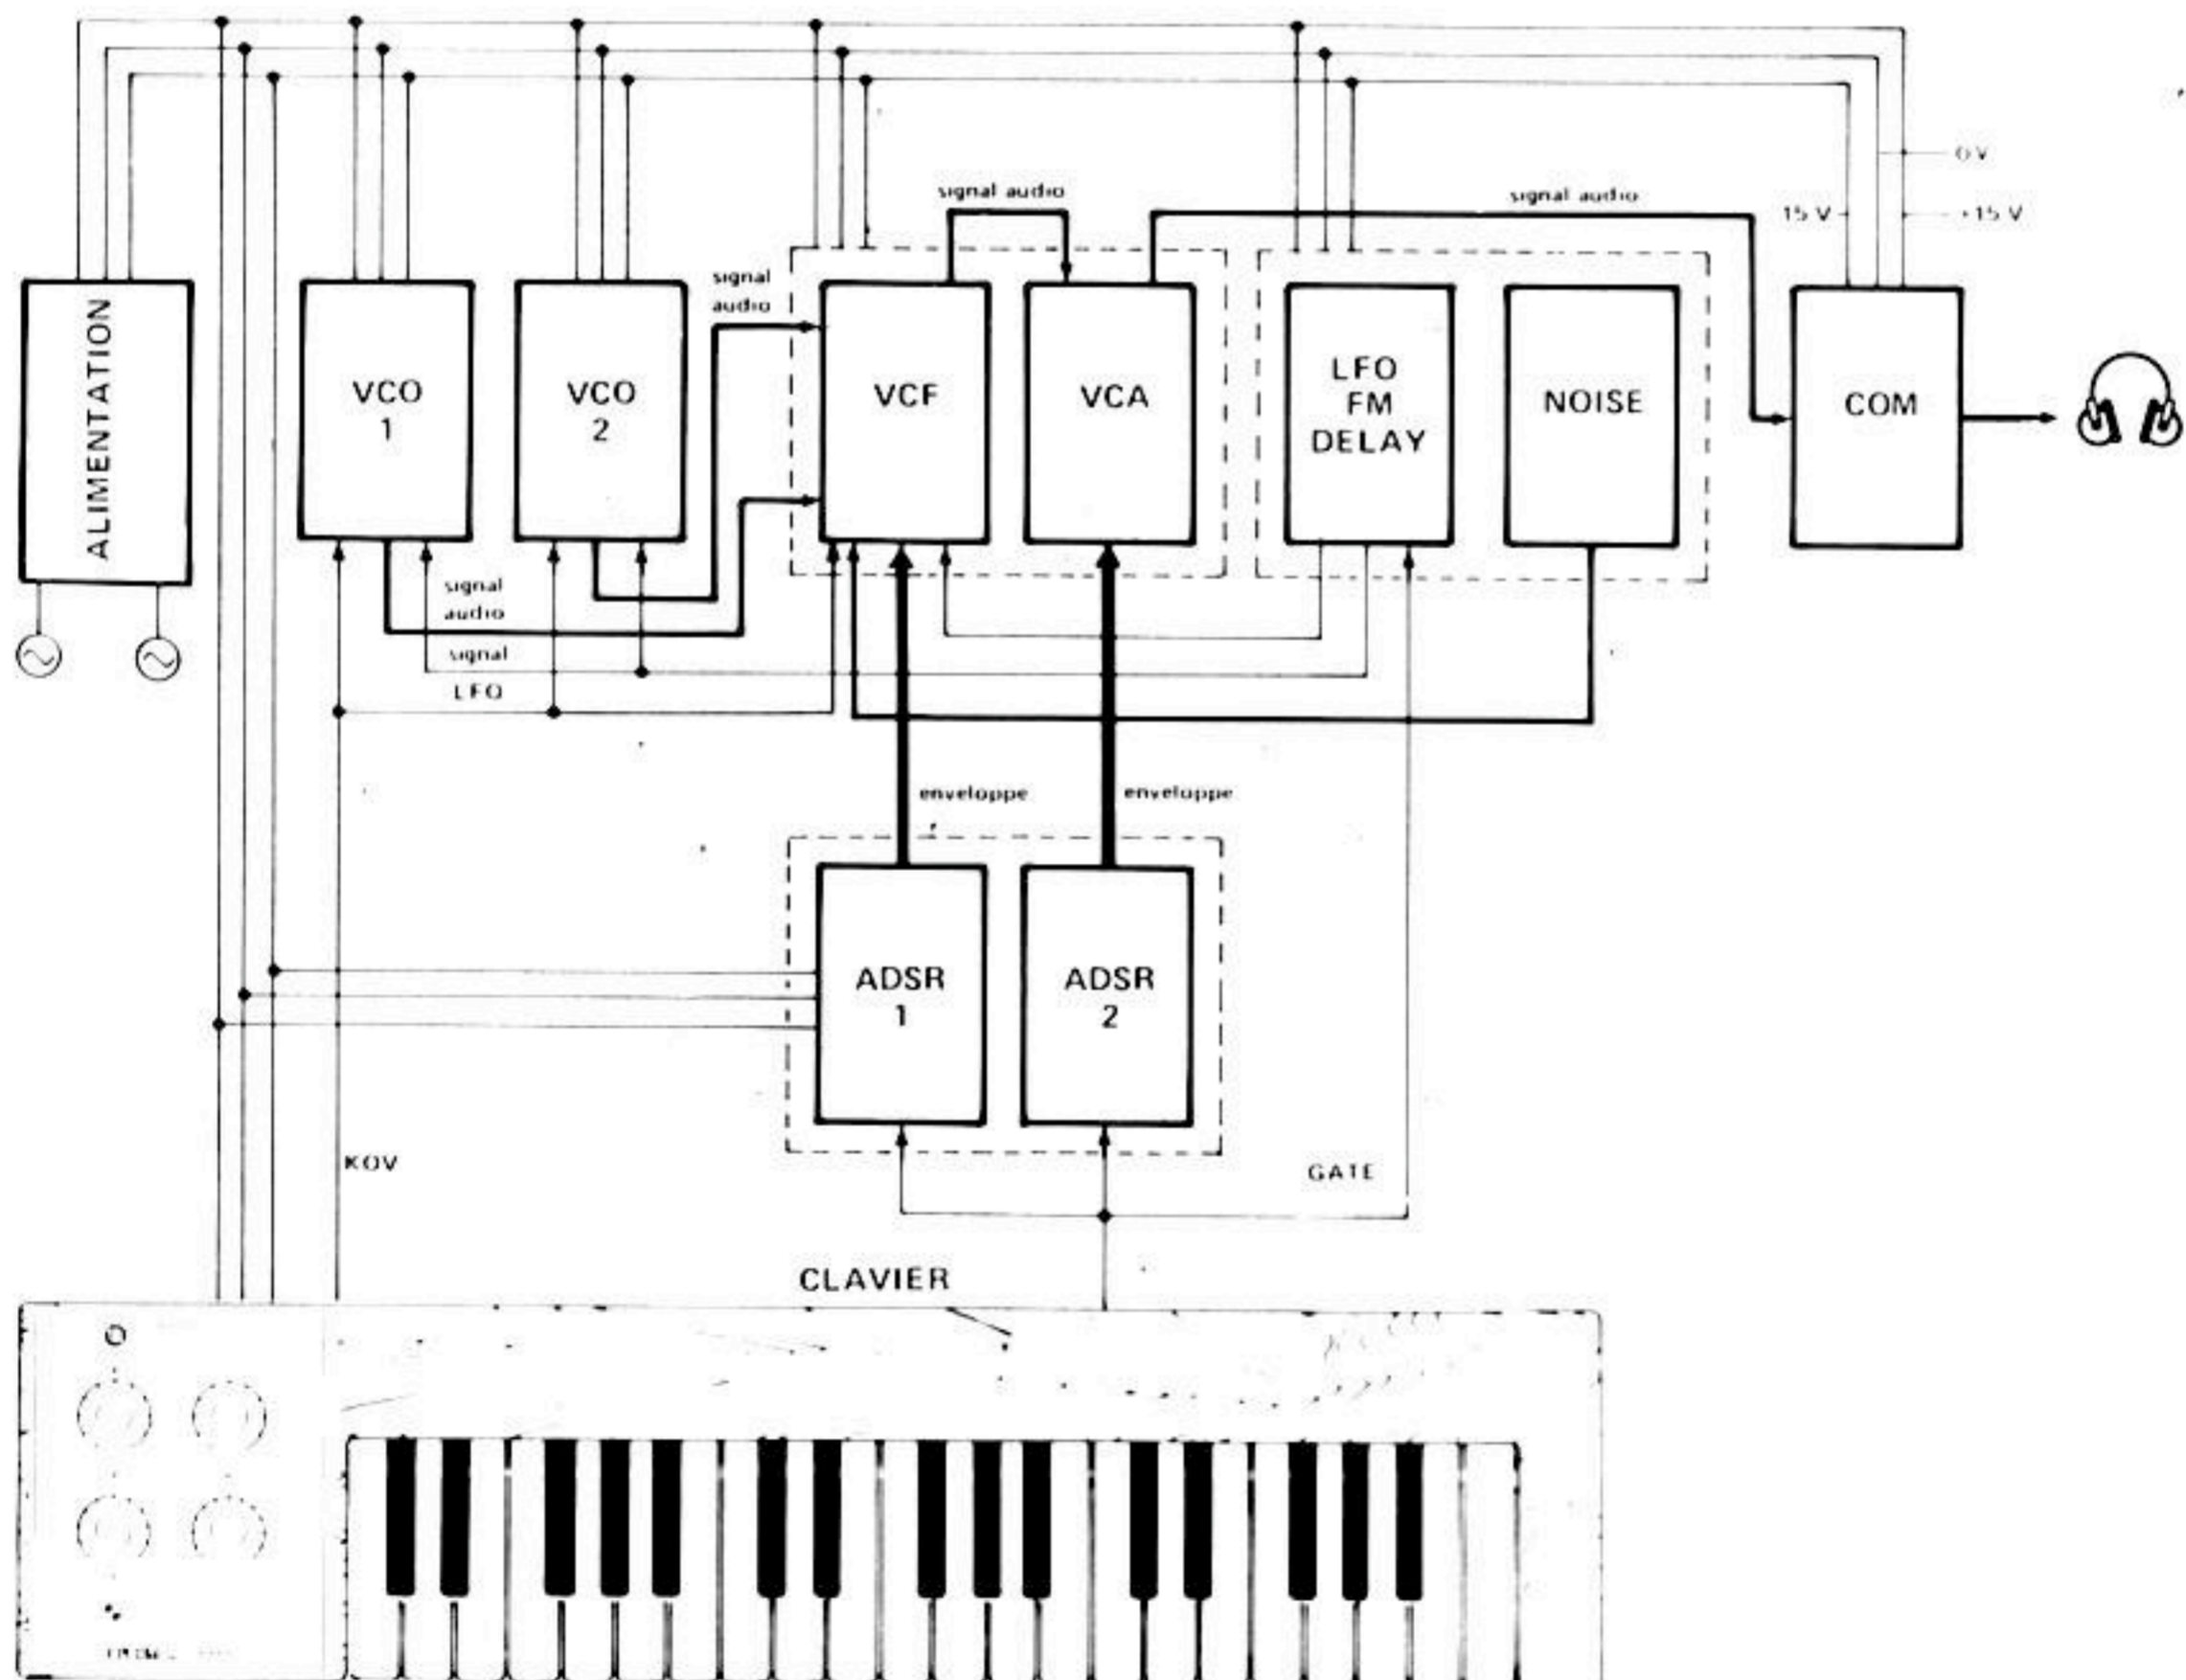 0 V
signal audio
signal audio
15 V
+15 V
signal
audio
ALIMENTATION
VCO
1
VCO
2
VCF
VCA
LFO
FM
DELAY
NOISE
COM
signal
audio
signal
LFO
enveloppe
enveloppe
ADSR
1
ADSR
2
KOV
GATE
CLAVIER